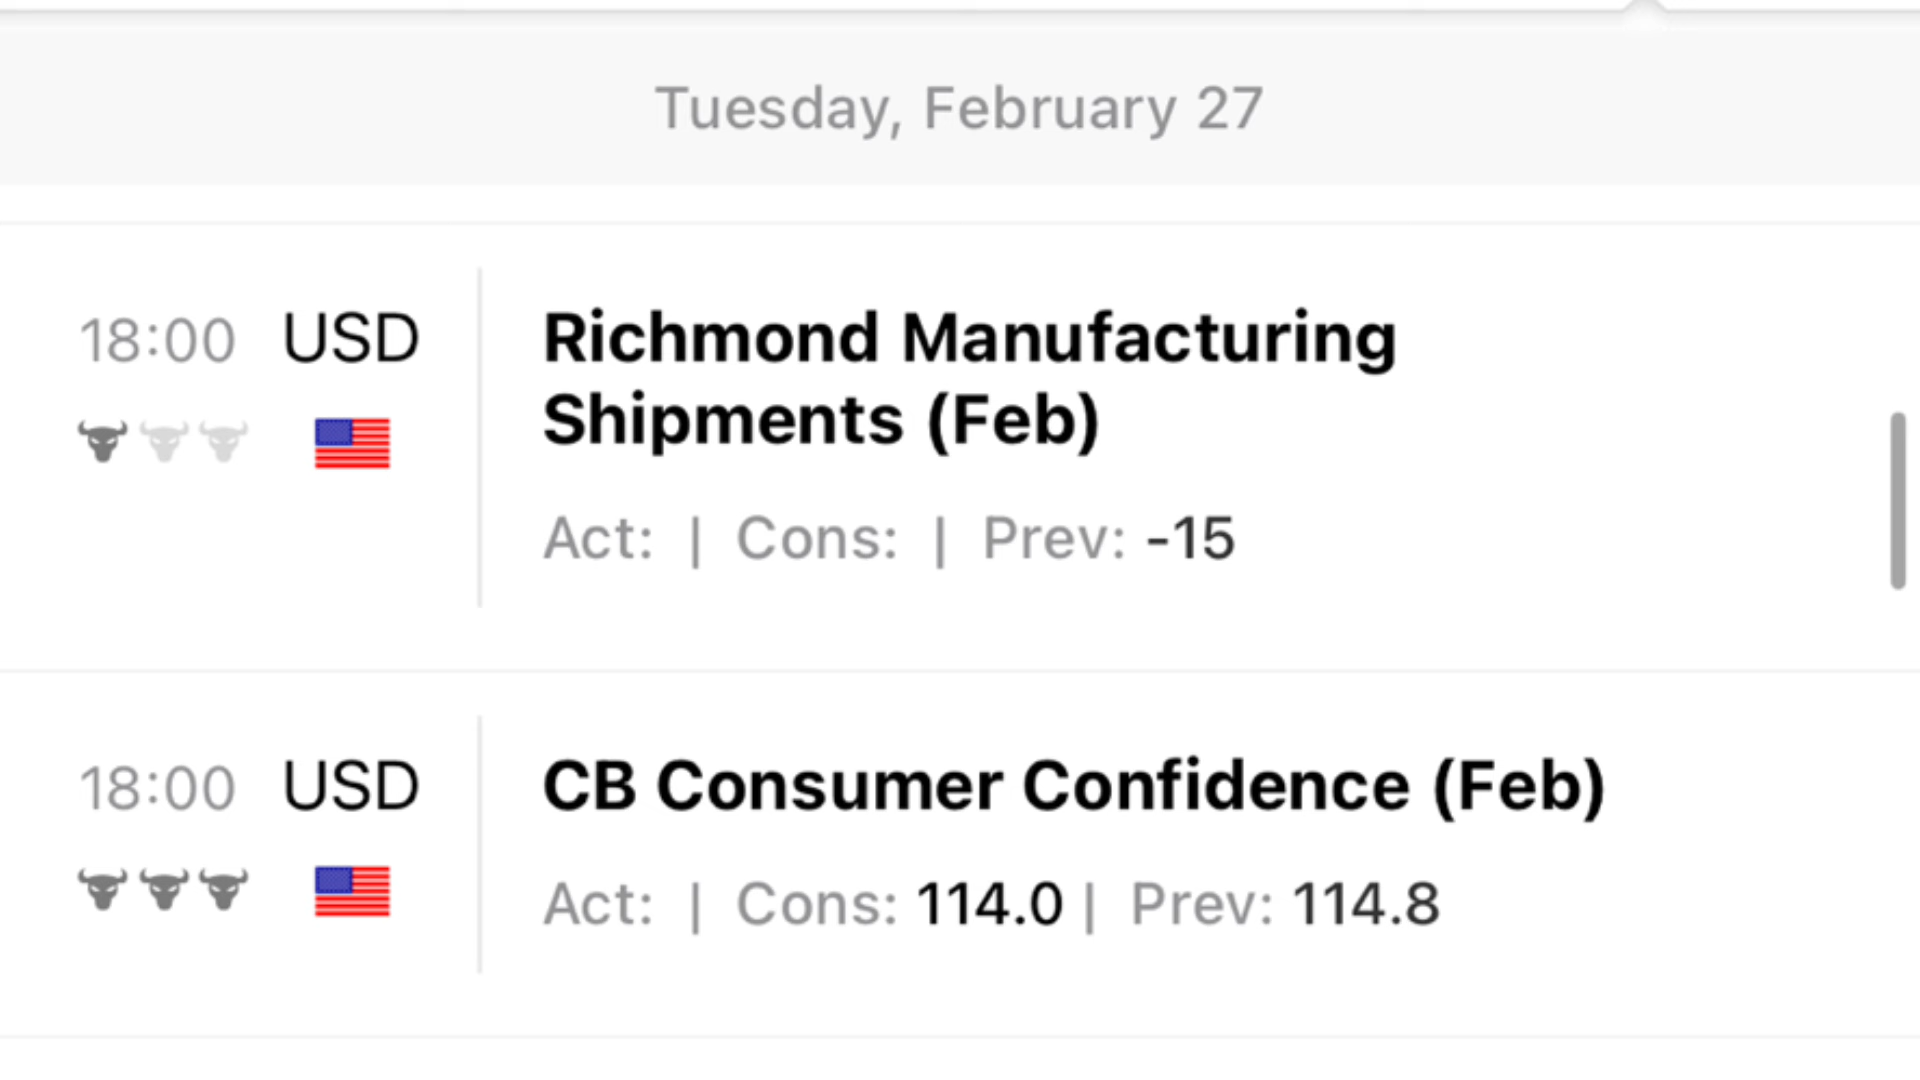 Tuesday, February 27
18:00 USD
Richmond Manufacturing
Shipments (Feb)
Act: | Cons: | Prev: -15
18:00 USD
CB Consumer Confidence (Feb)
Act: | Cons: 114.0 | Prev: 114.8